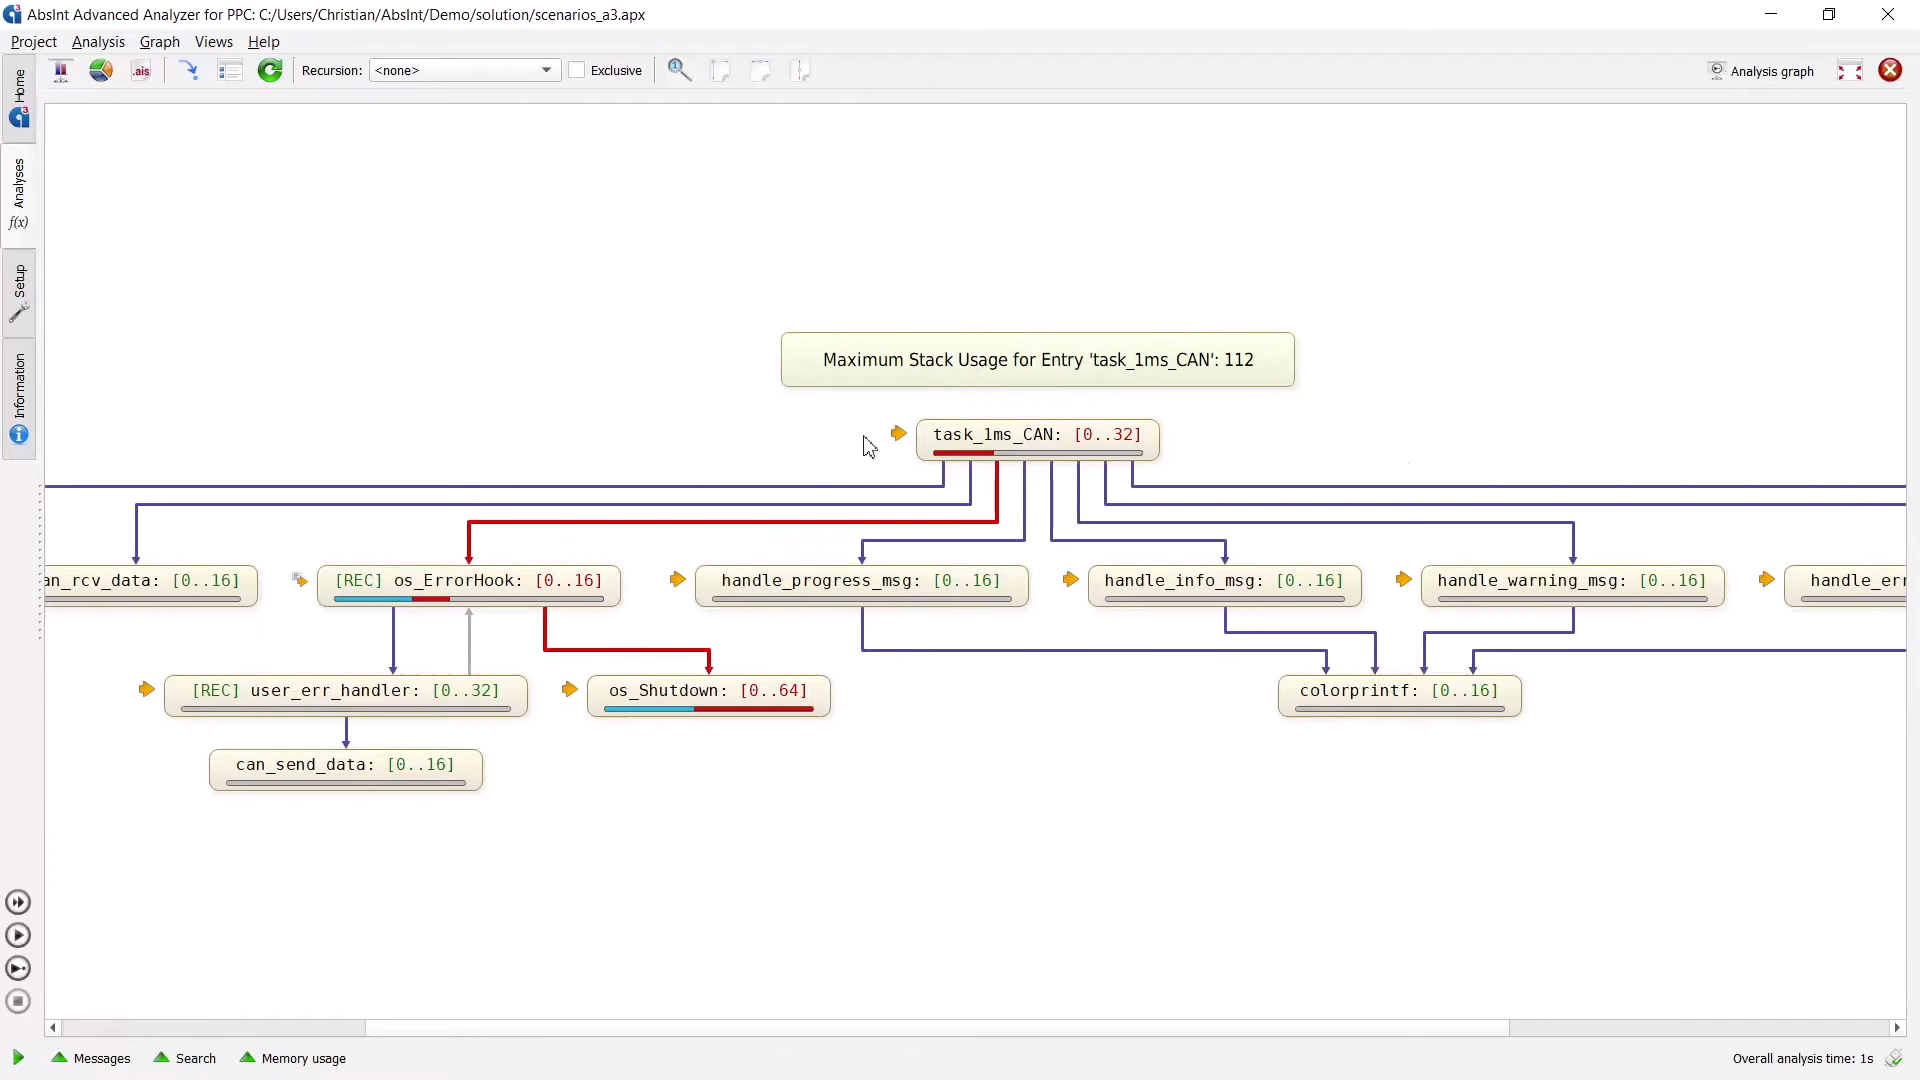 AbsInt Advanced Analyzer for PPC: C:/Users/Christian/AbsInt/Demo/solution/scenarios_a3.apx
Project Analysis Graph Views Help
.ais Recursion: <none> Exclusive Analysis graph
Home
Analyses
f(x)
Setup
Information
Maximum Stack Usage for Entry 'task_1ms_CAN': 112
task_1ms_CAN: [0..32]
an_rcv_data: [0..16] [REC] os_ErrorHook: [0..16] handle_progress_msg: [0..16] handle_info_msg: [0..16] handle_warning_msg: [0..16] handle_err
[REC] user_err_handler: [0..32] os_Shutdown: [0..64] colorprintf: [0..16]
can_send_data: [0..16]
Messages Search Memory usage Overall analysis time: 1s